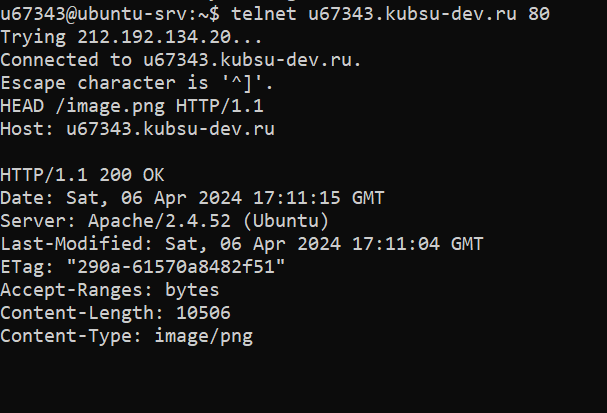 u67343@ubuntu-srv:~$ telnet u67343.kubsu-dev.ru 80
Trying 212.192.134.20...
Connected to u67343.kubsu-dev.ru.
Escape character is '^]'.
HEAD /image.png HTTP/1.1
Host: u67343.kubsu-dev.ru

HTTP/1.1 200 OK
Date: Sat, 06 Apr 2024 17:11:15 GMT
Server: Apache/2.4.52 (Ubuntu)
Last-Modified: Sat, 06 Apr 2024 17:11:04 GMT
ETag: "290a-61570a8482f51"
Accept-Ranges: bytes
Content-Length: 10506
Content-Type: image/png